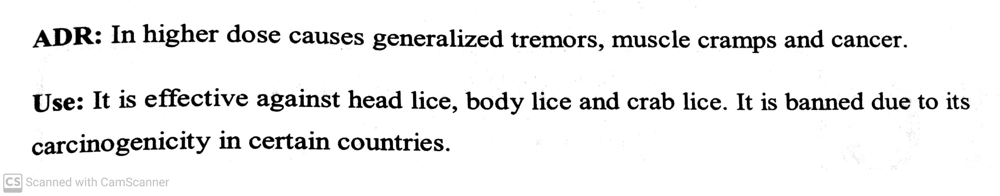 ADR: In higher dose causes generalized tremors, muscle cramps and cancer.
Use: It is effective against head lice, body lice and crab lice. It is banned due to its
carcinogenicity in certain countries.
CS Scanned with CamScanner